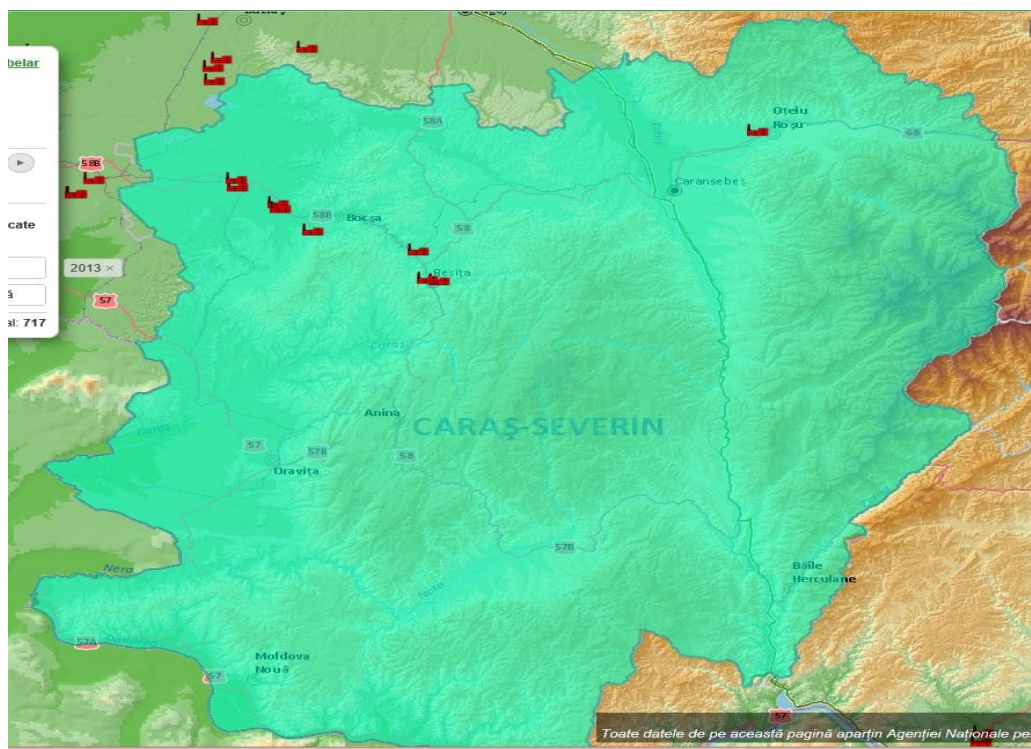 belar
cate
2013 ×
ă
al: 717
58B
57
58A
Oțelu
Roșu
68
Caransebeș
58B
Bocșa
58
Reșița
Caraș
Anina
CARAȘ-SEVERIN
Caraș
57
57B
58
Oravița
57B
Băile
Herculane
Nera
Nera
57A
Dunărea
Moldova
Nouă
57
57
Toate datele de pe această pagină aparțin Agenției Naționale pe